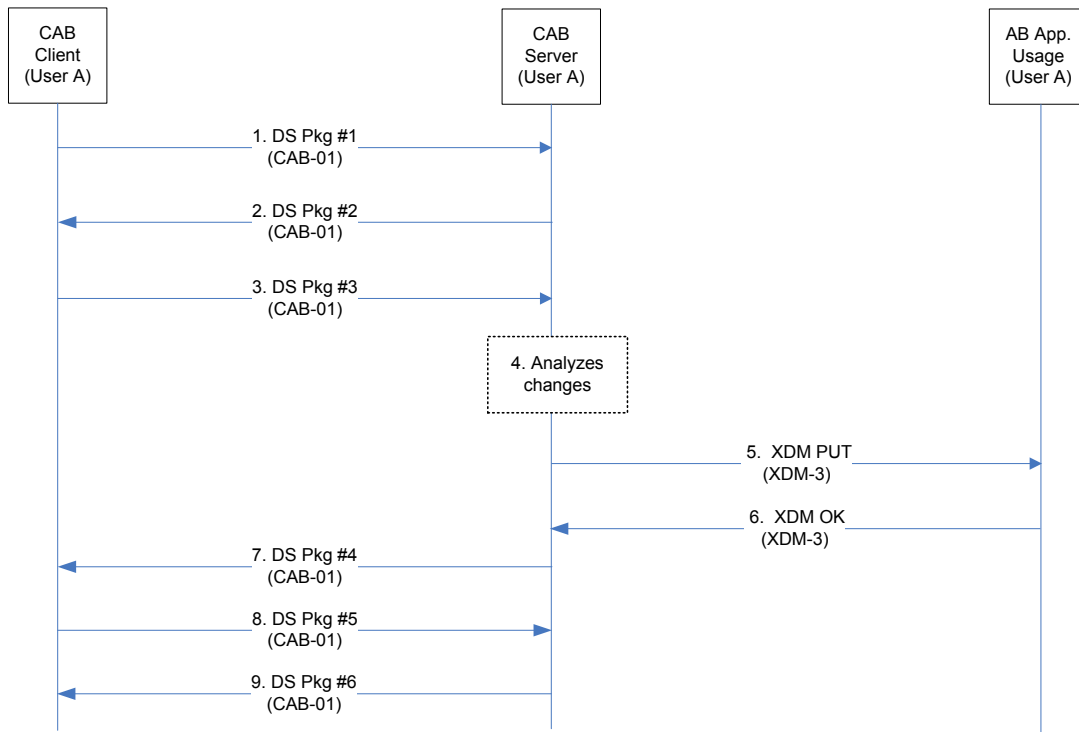 CAB
Client
(User A)
CAB
Server
(User A)
AB App.
Usage
(User A)
1. DS Pkg #1
(CAB-01)
2. DS Pkg #2
(CAB-01)
3. DS Pkg #3
(CAB-01)
4. Analyzes
changes
5. XDM PUT
(XDM-3)
6. XDM OK
(XDM-3)
7. DS Pkg #4
(CAB-01)
8. DS Pkg #5
(CAB-01)
9. DS Pkg #6
(CAB-01)